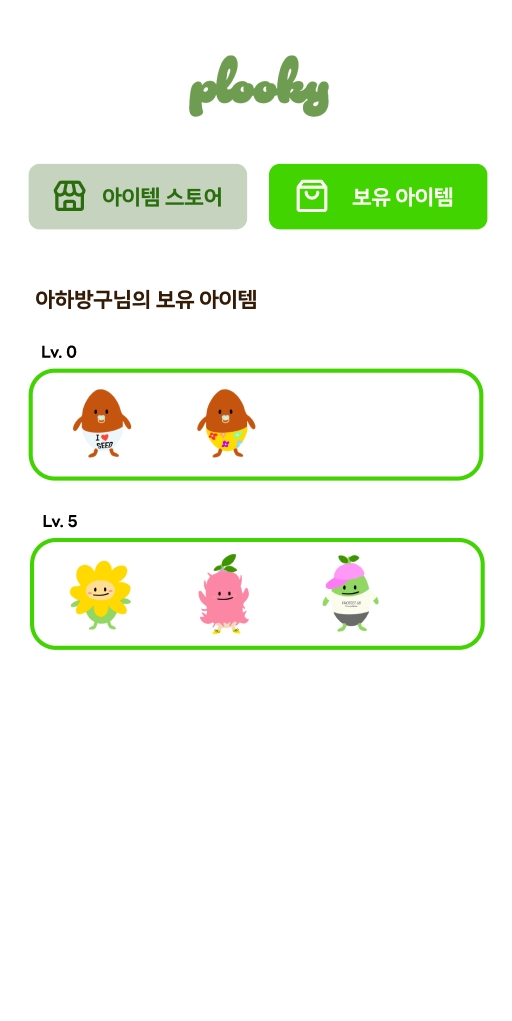 plooky
아이템 스토어
보유 아이템
아하방구님의 보유 아이템
Lv. 0
I ❤
SEED
Lv. 5